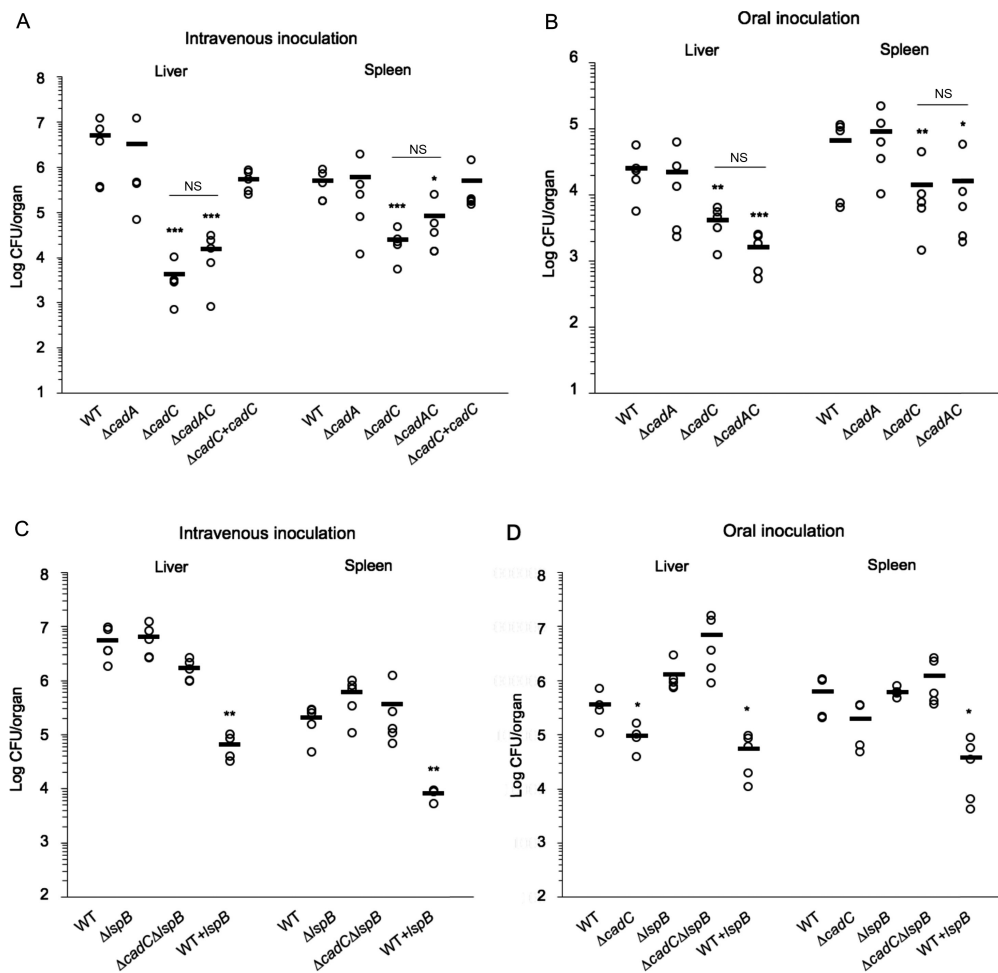 A
Intravenous inoculation
Liver
Spleen
Log CFU/organ
8
7
6
5
4
3
2
1
NS
NS
***
***
***
*
WT
ΔcadA
ΔcadC
ΔcadAC
ΔcadC+cadC
WT
ΔcadA
ΔcadC
ΔcadAC
ΔcadC+cadC
B
Oral inoculation
Liver
Spleen
Log CFU/organ
6
5
4
3
2
1
NS
NS
**
***
**
*
WT
ΔcadA
ΔcadC
ΔcadAC
WT
ΔcadA
ΔcadC
ΔcadAC
C
Intravenous inoculation
Liver
Spleen
Log CFU/organ
8
7
6
5
4
3
2
**
**
WT
ΔlspB
ΔcadCΔlspB
WT+lspB
WT
ΔlspB
ΔcadCΔlspB
WT+lspB
D
Oral inoculation
Liver
Spleen
Log CFU/organ
8
7
6
5
4
3
2
*
*
*
WT
ΔcadC
ΔlspB
ΔcadCΔlspB
WT+lspB
WT
ΔcadC
ΔlspB
ΔcadCΔlspB
WT+lspB